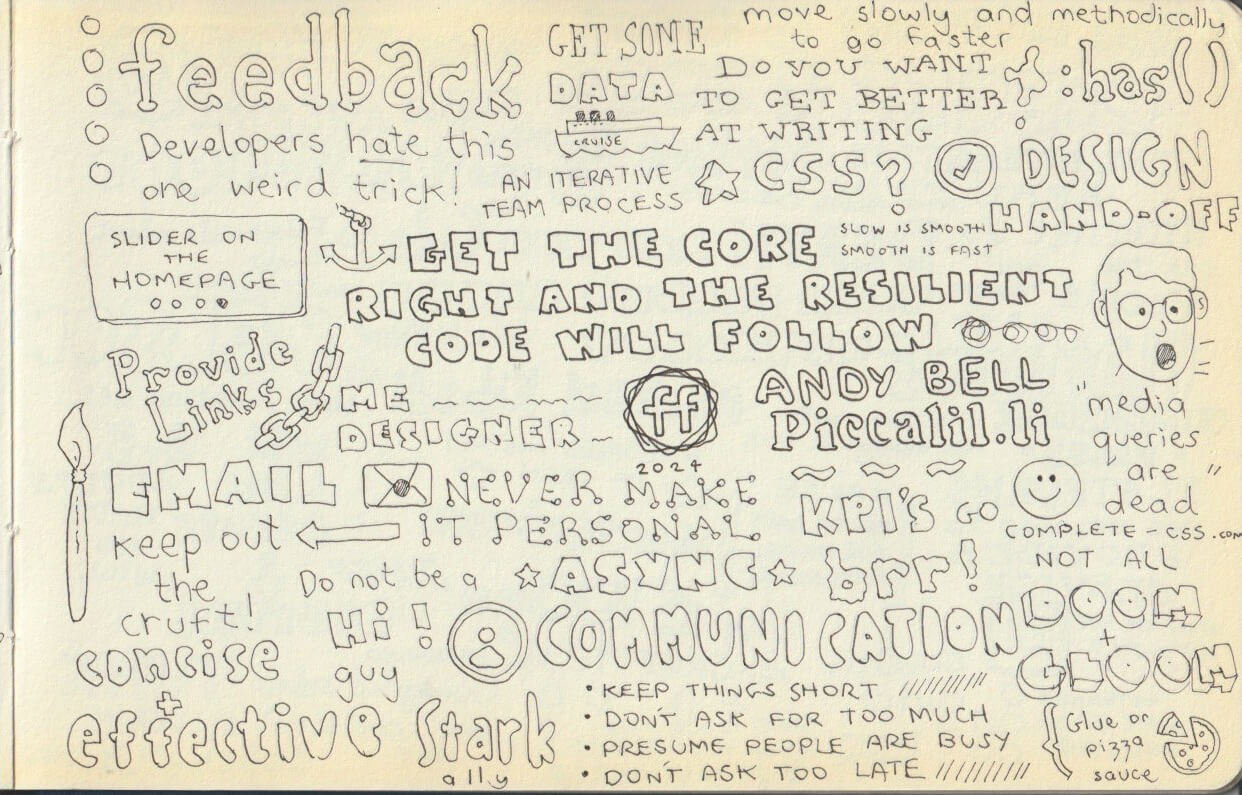 feedback
Developers hate this
one weird trick!
GET SOME
DATA
CRUISE
AN ITERATIVE
TEAM PROCESS
move slowly and methodically
to go faster
DO YOU WANT
TO GET BETTER
AT WRITING
CSS?
:has()
DESIGN
HAND-OFF
SLOW IS SMOOTH
SMOOTH IS FAST
SLIDER ON
THE
HOMEPAGE
GET THE CORE
RIGHT AND THE RESILIENT
CODE WILL FOLLOW
Provide
Links
ME
DESIGNER
ff
2024
ANDY BELL
Piccalil.li
"media
queries
are
dead"
EMAIL
Keep out
the
cruft!
NEVER MAKE
IT PERSONAL
KPI'S GO
brr!
COMPLETE-CSS.com
NOT ALL
DOOM
+
GLOOM
Do not be a
ASYNC
Hi!
guy
COMMUNICATION
concise
+
effective
Stark
ally
• KEEP THINGS SHORT
• DON'T ASK FOR TOO MUCH
• PRESUME PEOPLE ARE BUSY
• DON'T ASK TOO LATE
Glue or
pizza
sauce